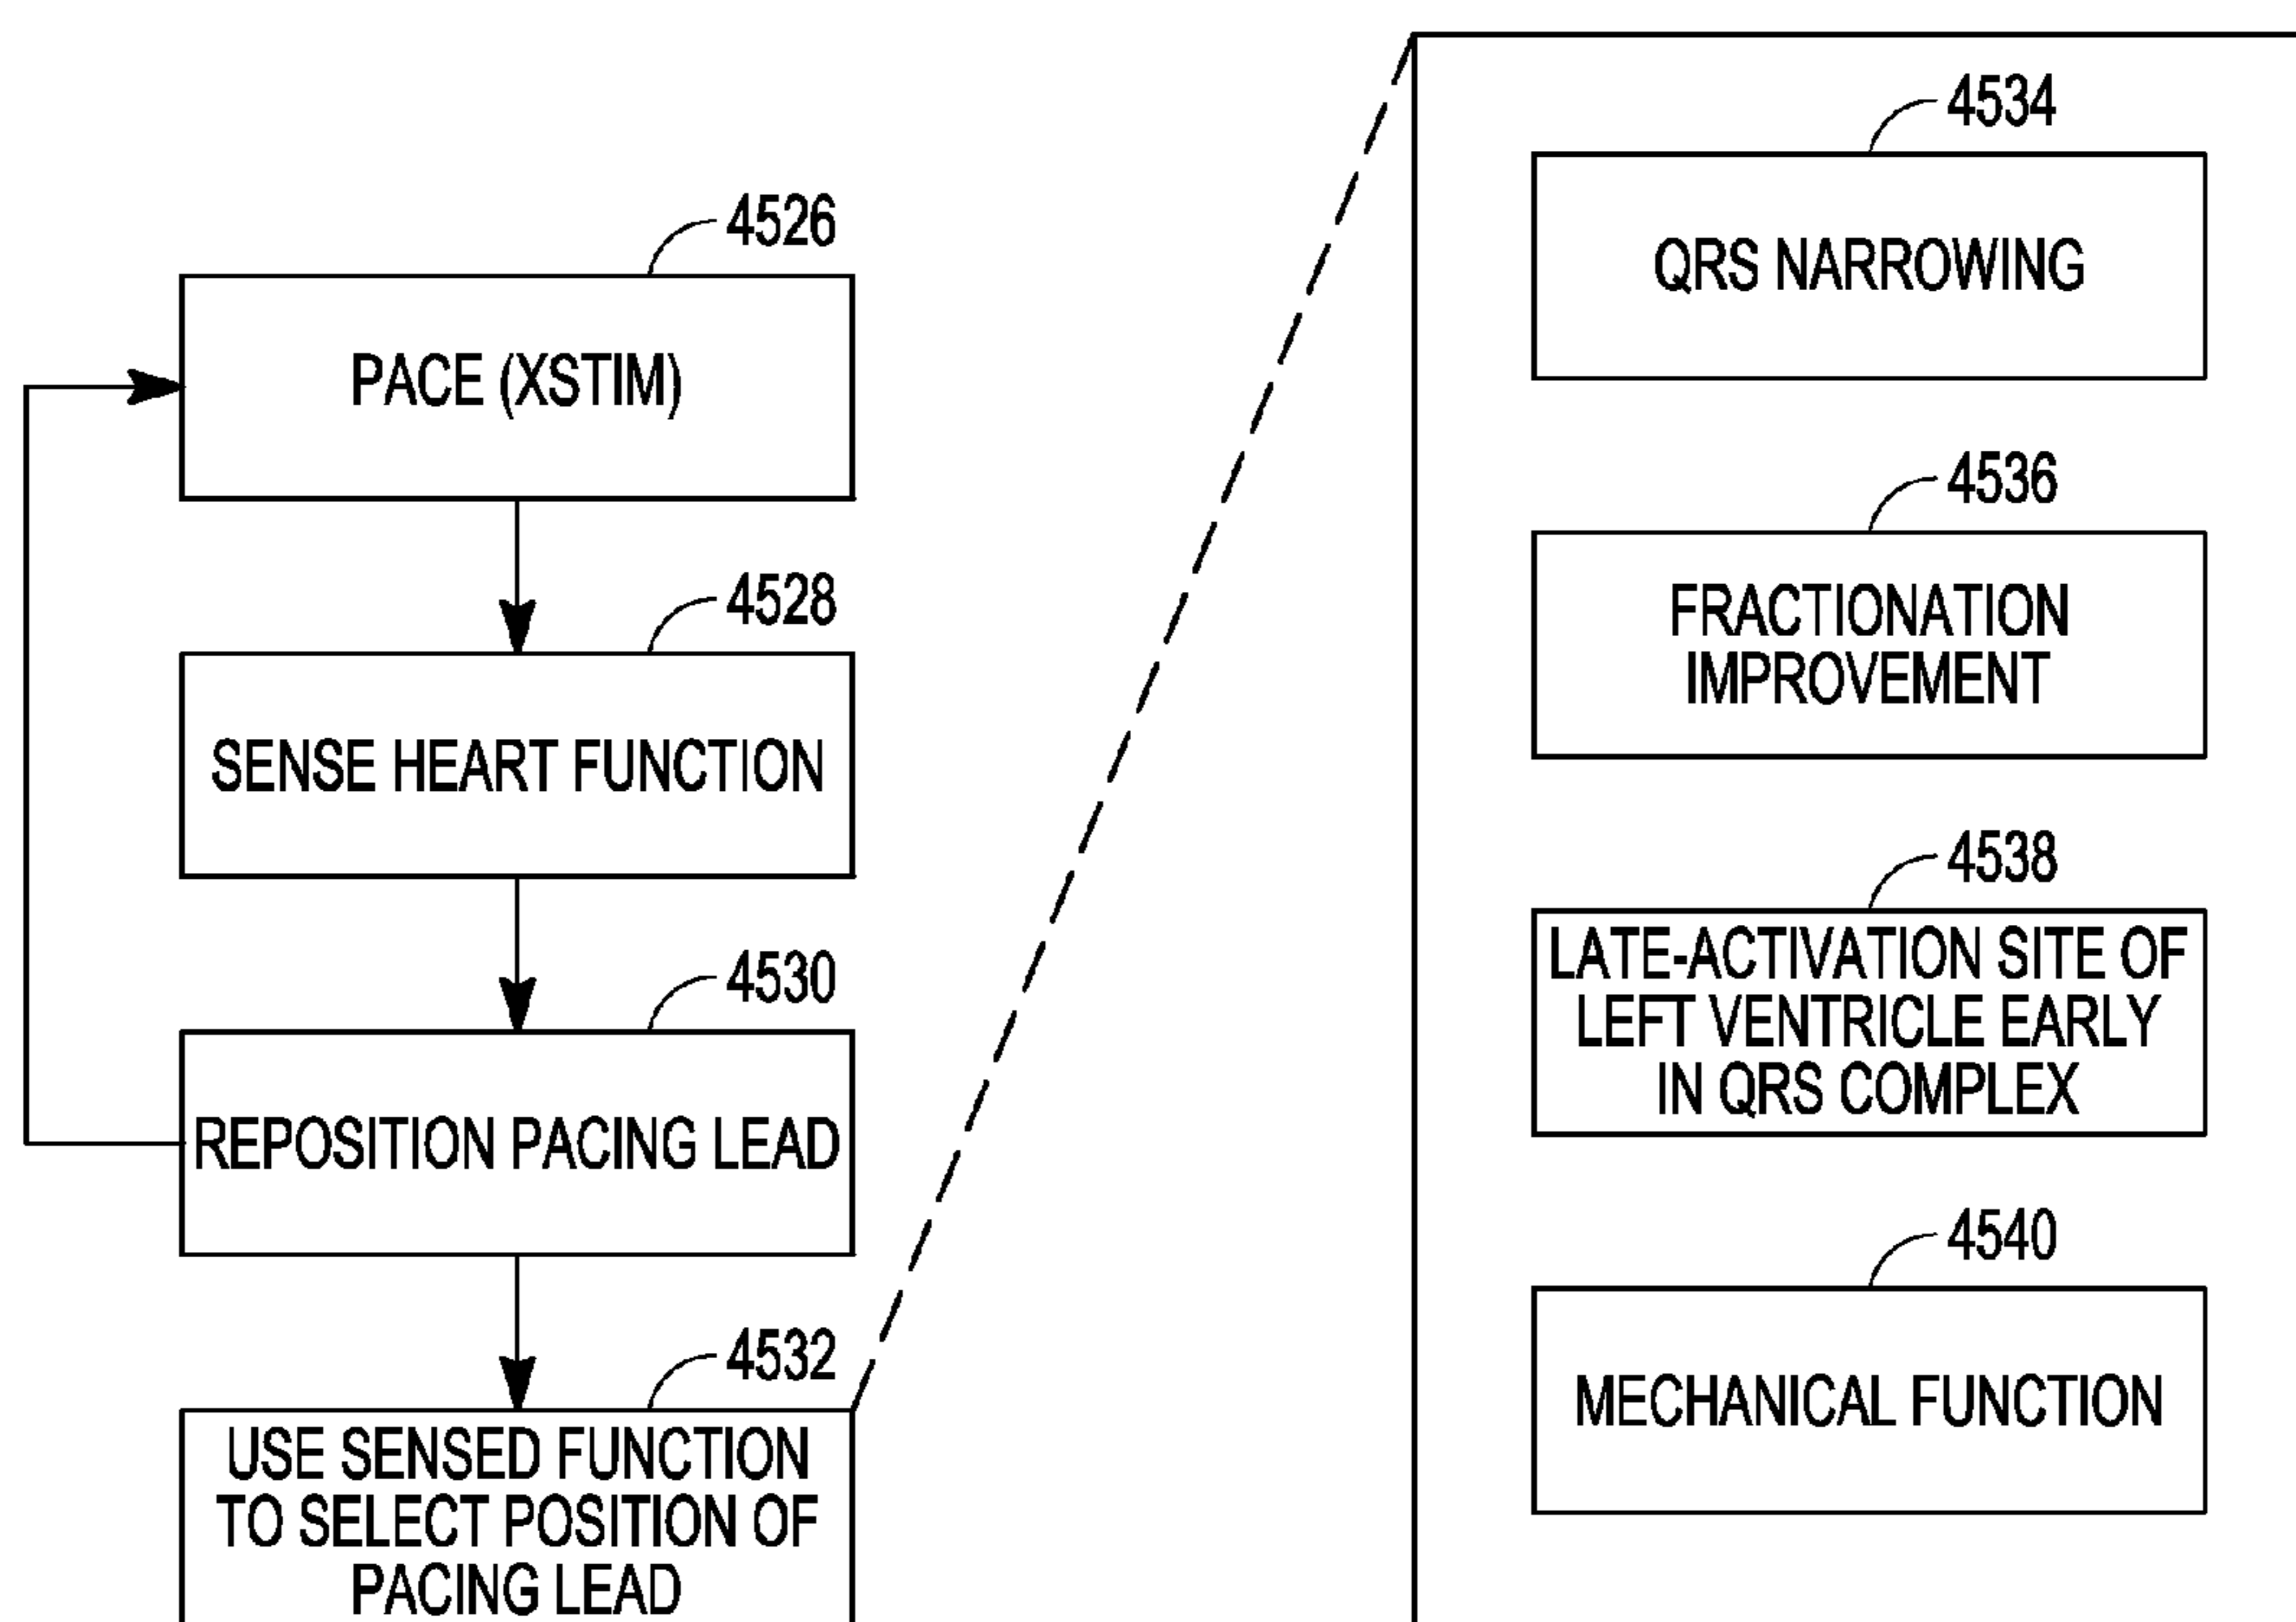 4526
PACE (XSTIM)
4528
SENSE HEART FUNCTION
4530
REPOSITION PACING LEAD
4532
USE SENSED FUNCTION
TO SELECT POSITION OF
PACING LEAD
4534
QRS NARROWING
4536
FRACTIONATION
IMPROVEMENT
4538
LATE-ACTIVATION SITE OF
LEFT VENTRICLE EARLY
IN QRS COMPLEX
4540
MECHANICAL FUNCTION